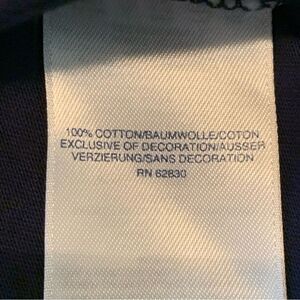 100% COTTON/BAUMWOLLE/COTON
EXCLUSIVE OF DECORATION/AUSSER
VERZIERUNG/SANS DECORATION
RN 62830